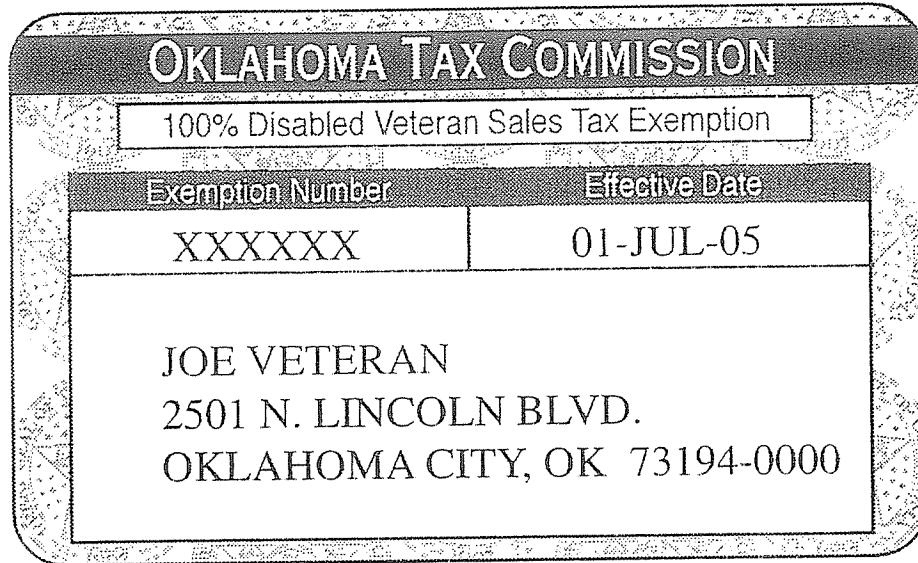 OKLAHOMA TAX COMMISSION
100% Disabled Veteran Sales Tax Exemption
Exemption Number Effective Date
XXXXXX 01-JUL-05
JOE VETERAN
2501 N. LINCOLN BLVD.
OKLAHOMA CITY, OK 73194-0000